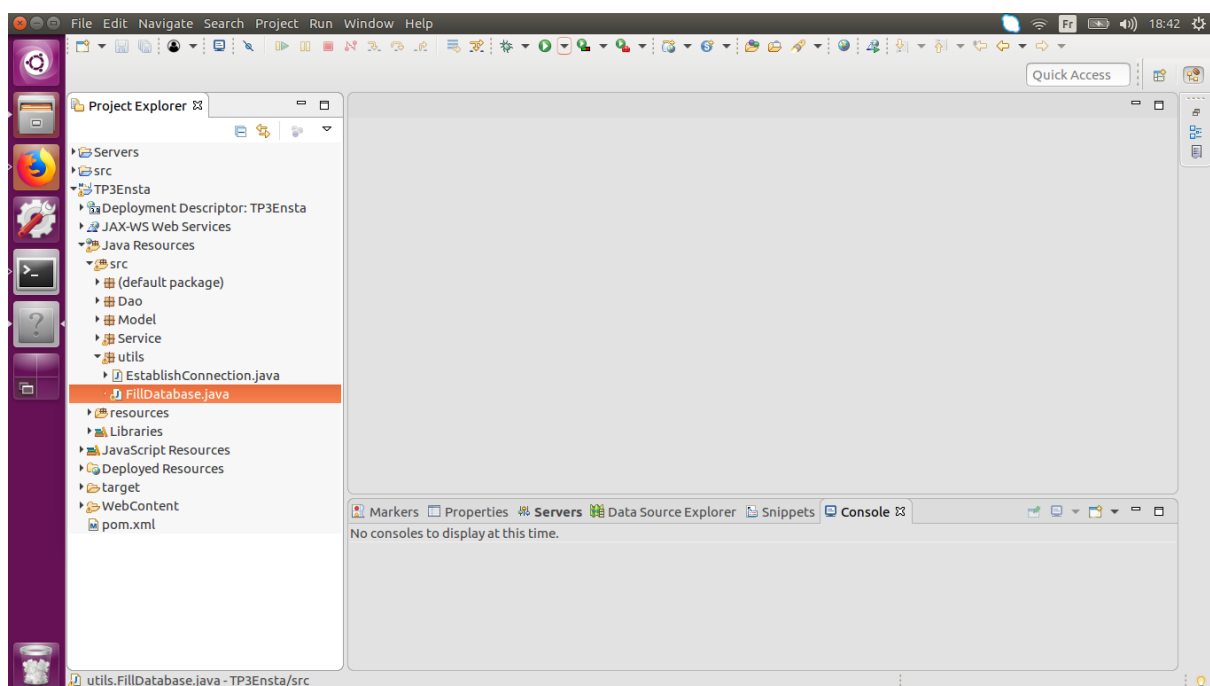 File Edit Navigate Search Project Run Window Help
Fr 18:42
Quick Access
Project Explorer
Servers
src
TP3Ensta
Deployment Descriptor: TP3Ensta
JAX-WS Web Services
Java Resources
src
(default package)
Dao
Model
Service
utils
EstablishConnection.java
FillDatabase.java
resources
Libraries
JavaScript Resources
Deployed Resources
target
WebContent
pom.xml
Markers Properties Servers Data Source Explorer Snippets Console
No consoles to display at this time.
utils.FillDatabase.java - TP3Ensta/src